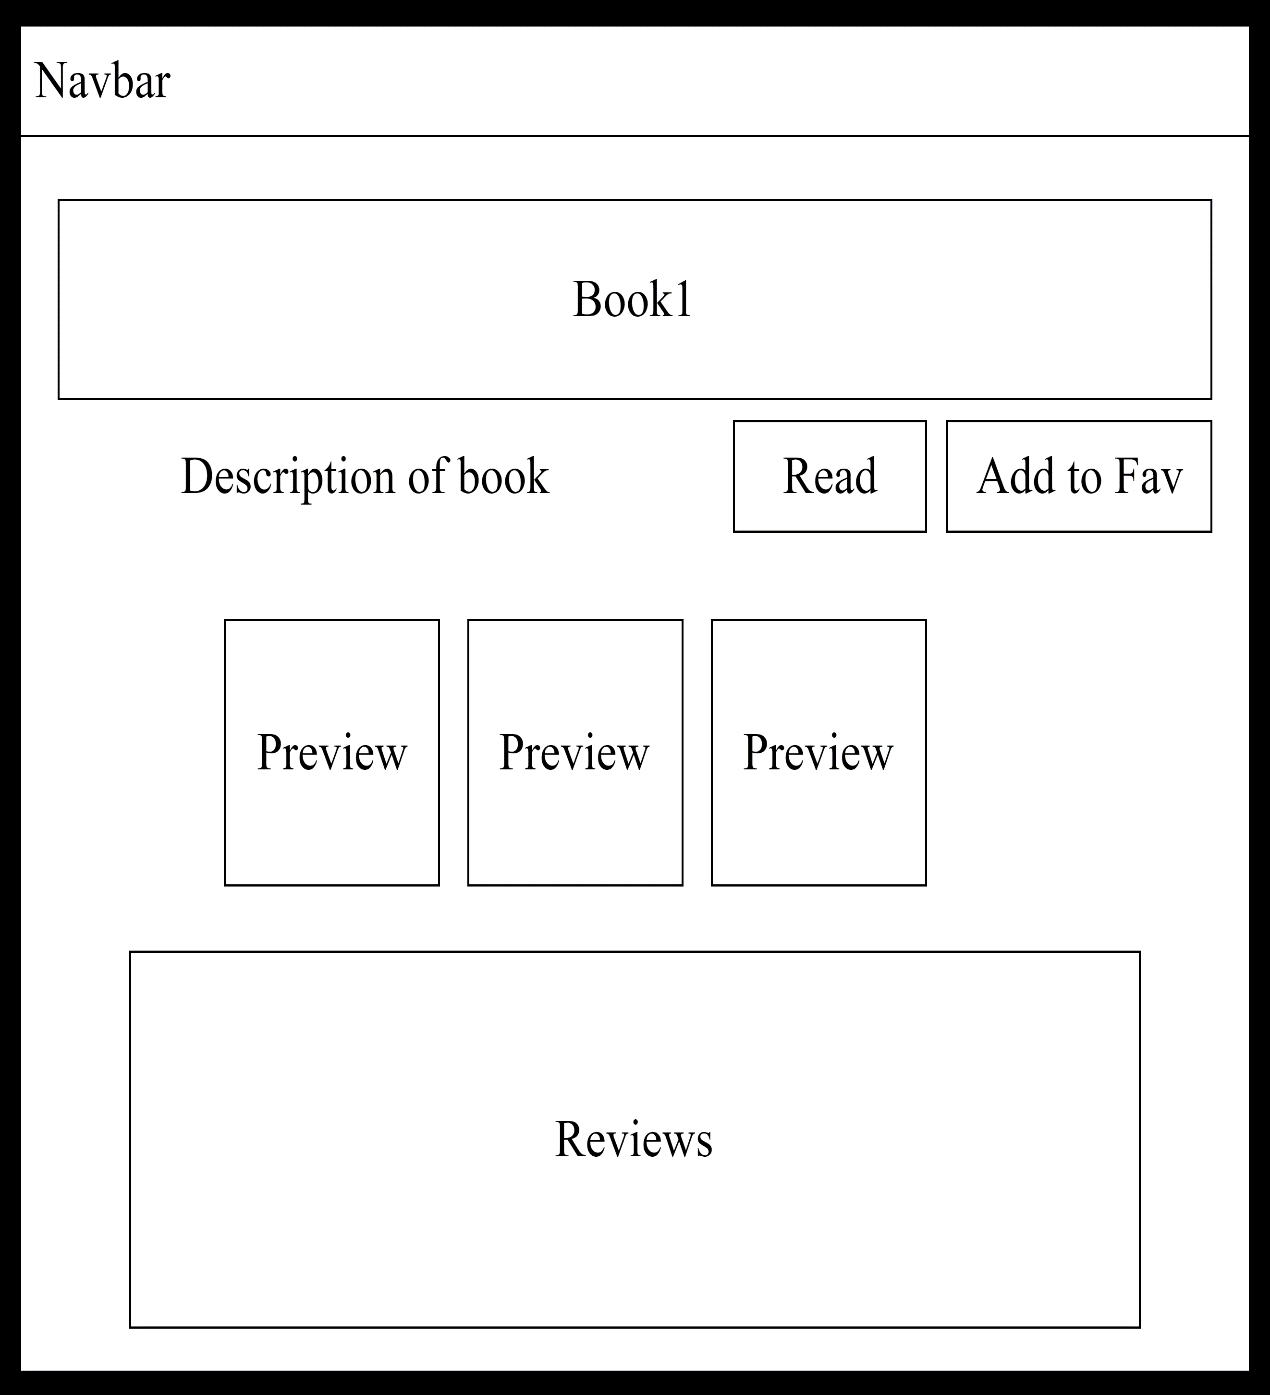 Navbar
Book1
Description of book
Read
Add to Fav
Preview
Preview
Preview
Reviews